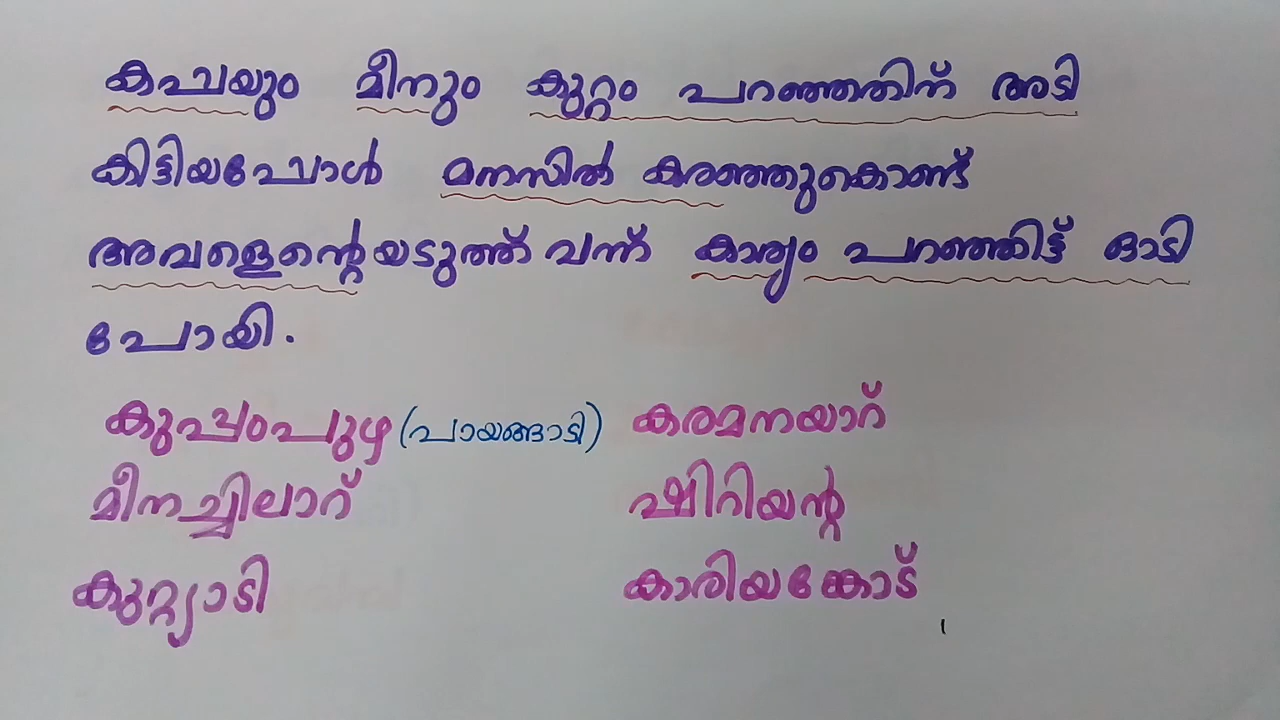 കപ്പയും മീനും കുറ്റം പറഞ്ഞതിന് അടി
കിട്ടിയപ്പോൾ മനസിൽ കരഞ്ഞുകൊണ്ട്
അവളെന്റെയടുത്ത് വന്ന് കാര്യം പറഞ്ഞിട്ട് ഓടി
പോയി.
കുപ്പംപുഴ (പായങ്ങാടി) കരമനയാറ്
മീനച്ചിലാറ് ഷിറിയന്റ
കുറ്റ്യാടി കാരിയങ്കോട്